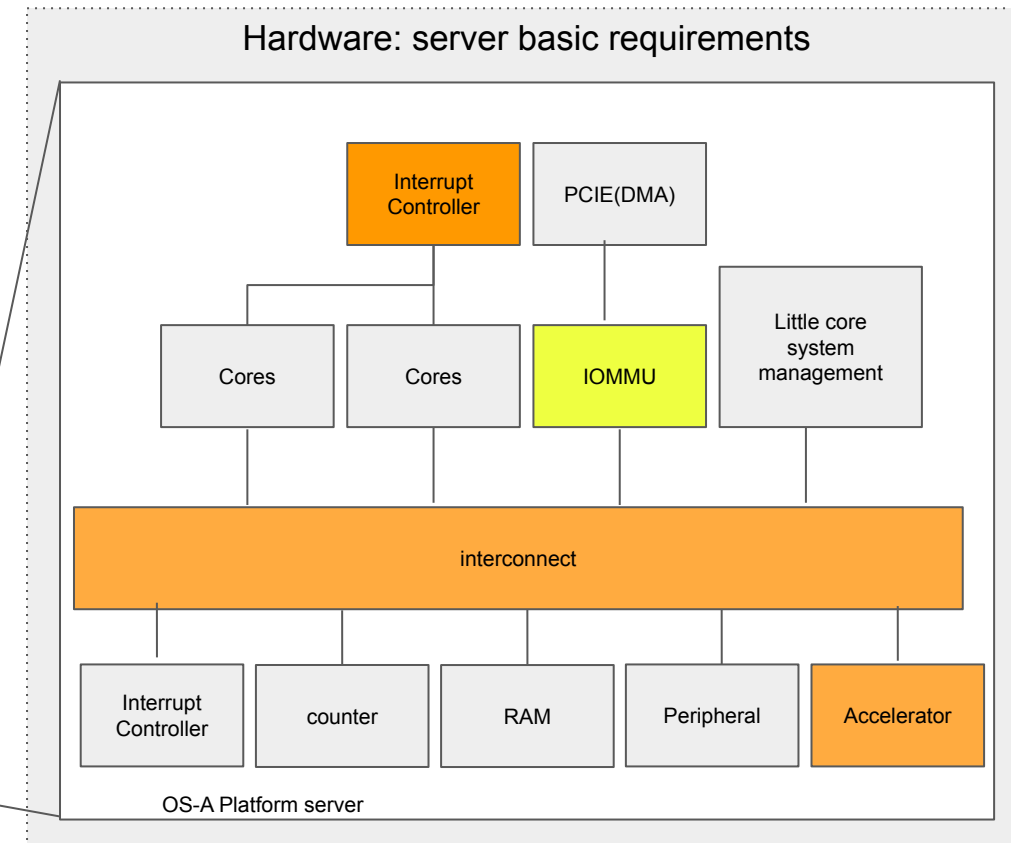 Hardware: server basic requirements
Interrupt
Controller
PCIE(DMA)
Cores
Cores
IOMMU
Little core
system
management
interconnect
Interrupt
Controller
counter
RAM
Peripheral
Accelerator
OS-A Platform server